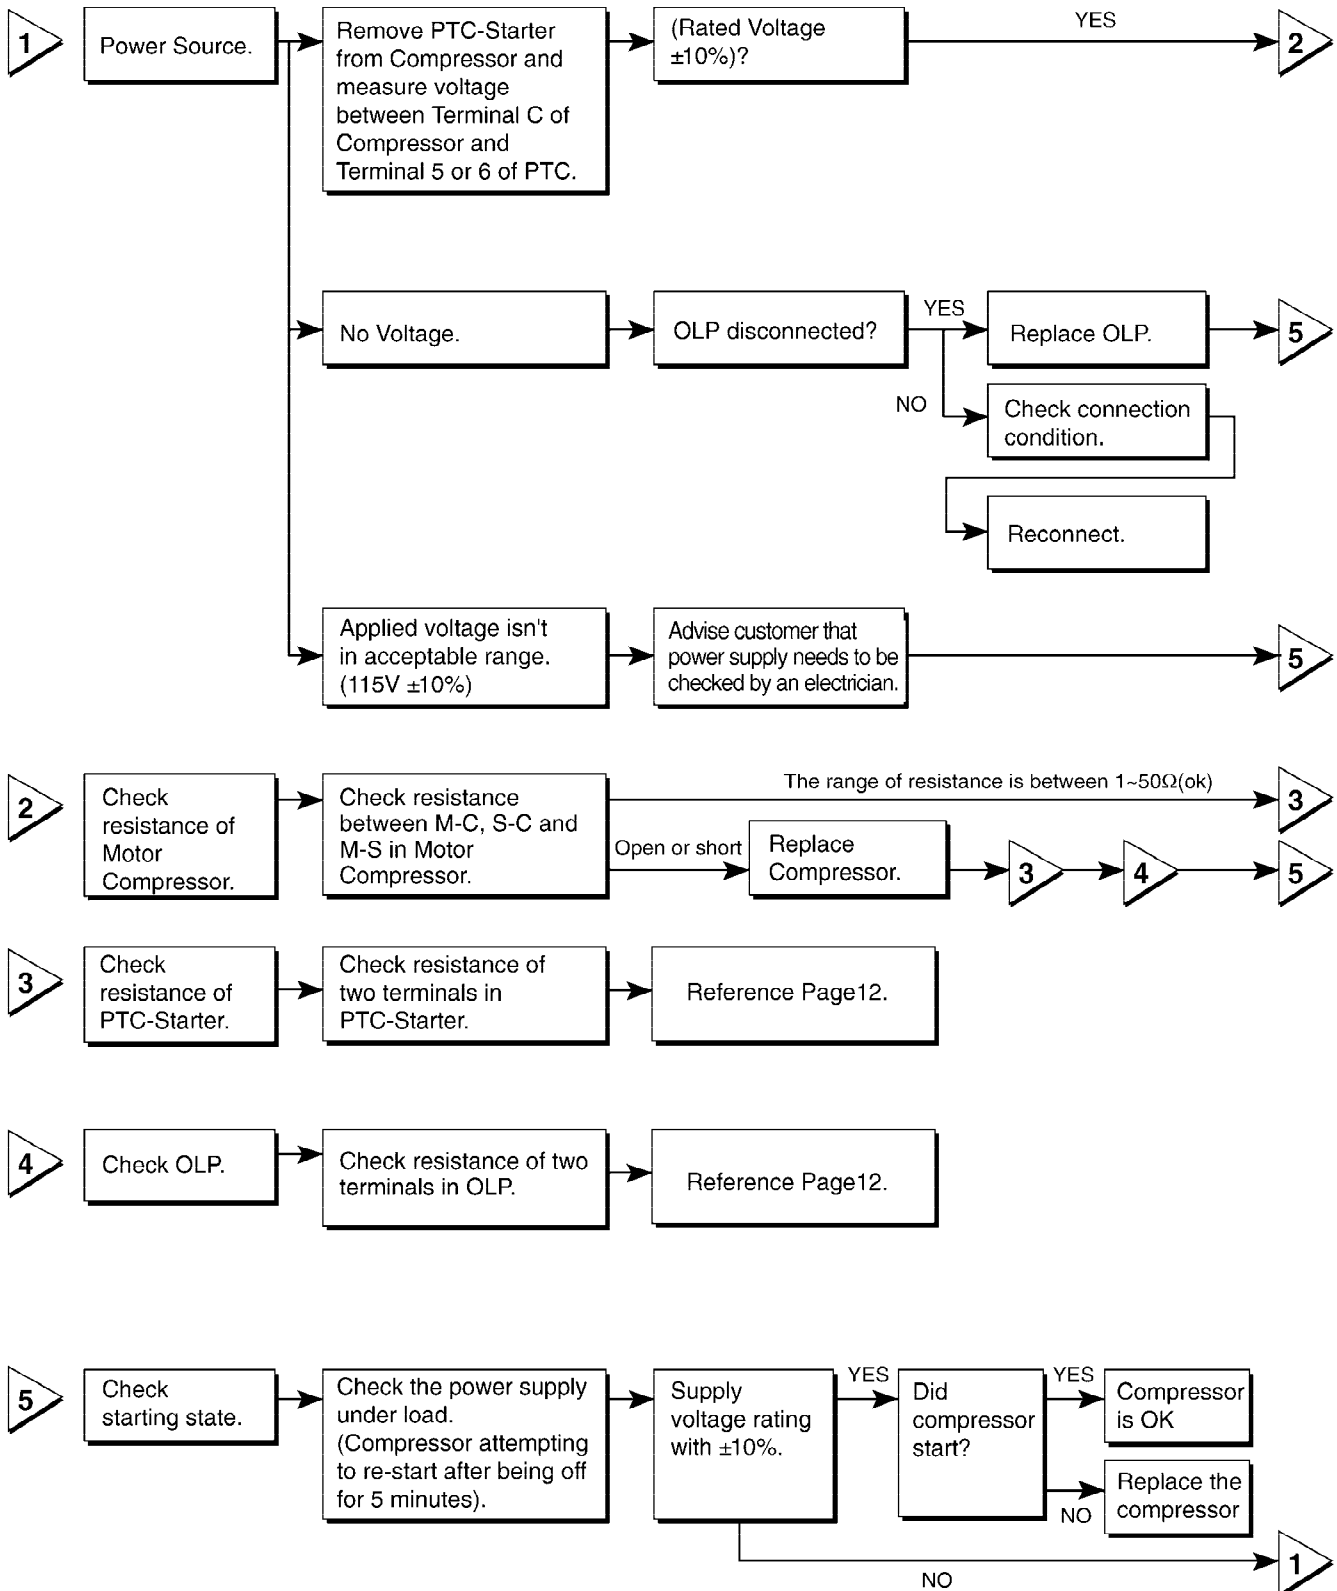 1
Power Source.
Remove PTC-Starter
from Compressor and
measure voltage
between Terminal C of
Compressor and
Terminal 5 or 6 of PTC.
(Rated Voltage
±10%)?
YES
2
No Voltage.
OLP disconnected?
YES
Replace OLP.
5
NO
Check connection
condition.
Reconnect.
Applied voltage isn't
in acceptable range.
(115V ±10%)
Advise customer that
power supply needs to be
checked by an electrician.
5
2
Check
resistance of
Motor
Compressor.
Check resistance
between M-C, S-C and
M-S in Motor
Compressor.
The range of resistance is between 1~50Ω(ok)
3
Open or short
Replace
Compressor.
3
4
5
3
Check
resistance of
PTC-Starter.
Check resistance of
two terminals in
PTC-Starter.
Reference Page12.
4
Check OLP.
Check resistance of two
terminals in OLP.
Reference Page12.
5
Check
starting state.
Check the power supply
under load.
(Compressor attempting
to re-start after being off
for 5 minutes).
Supply
voltage rating
with ±10%.
YES
Did
compressor
start?
YES
Compressor
is OK
NO
Replace the
compressor
NO
1